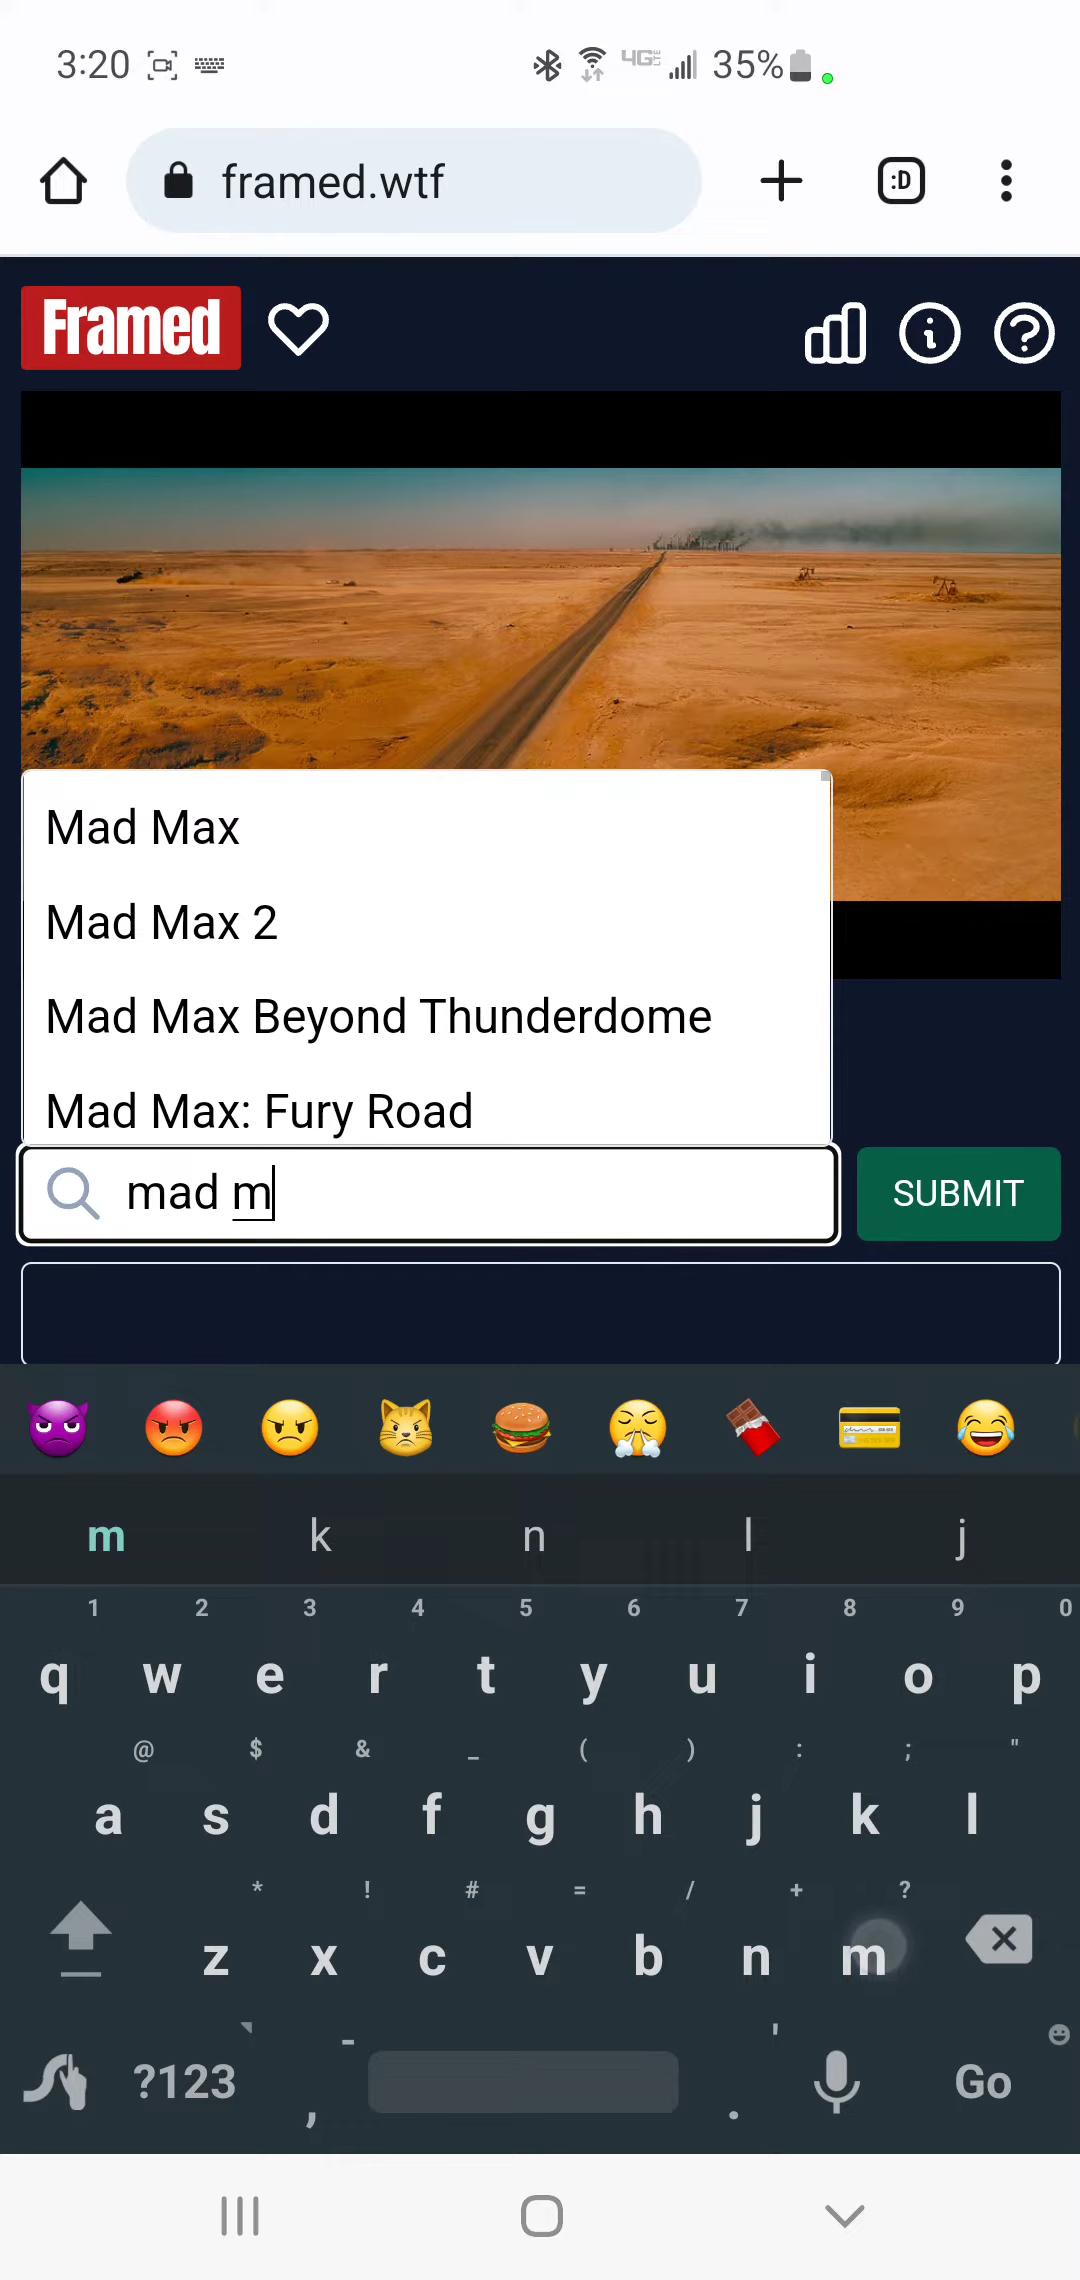 3:20 4GE 35%
framed.wtf :D
Framed
Mad Max
Mad Max 2
Mad Max Beyond Thunderdome
Mad Max: Fury Road
mad m SUBMIT
m k n l j
1 2 3 4 5 6 7 8 9 0
q w e r t y u i o p
@ $ & _ ( ) : ; "
a s d f g h j k l
* ! # = / + ?
z x c v b n m
- '
?123 , . Go